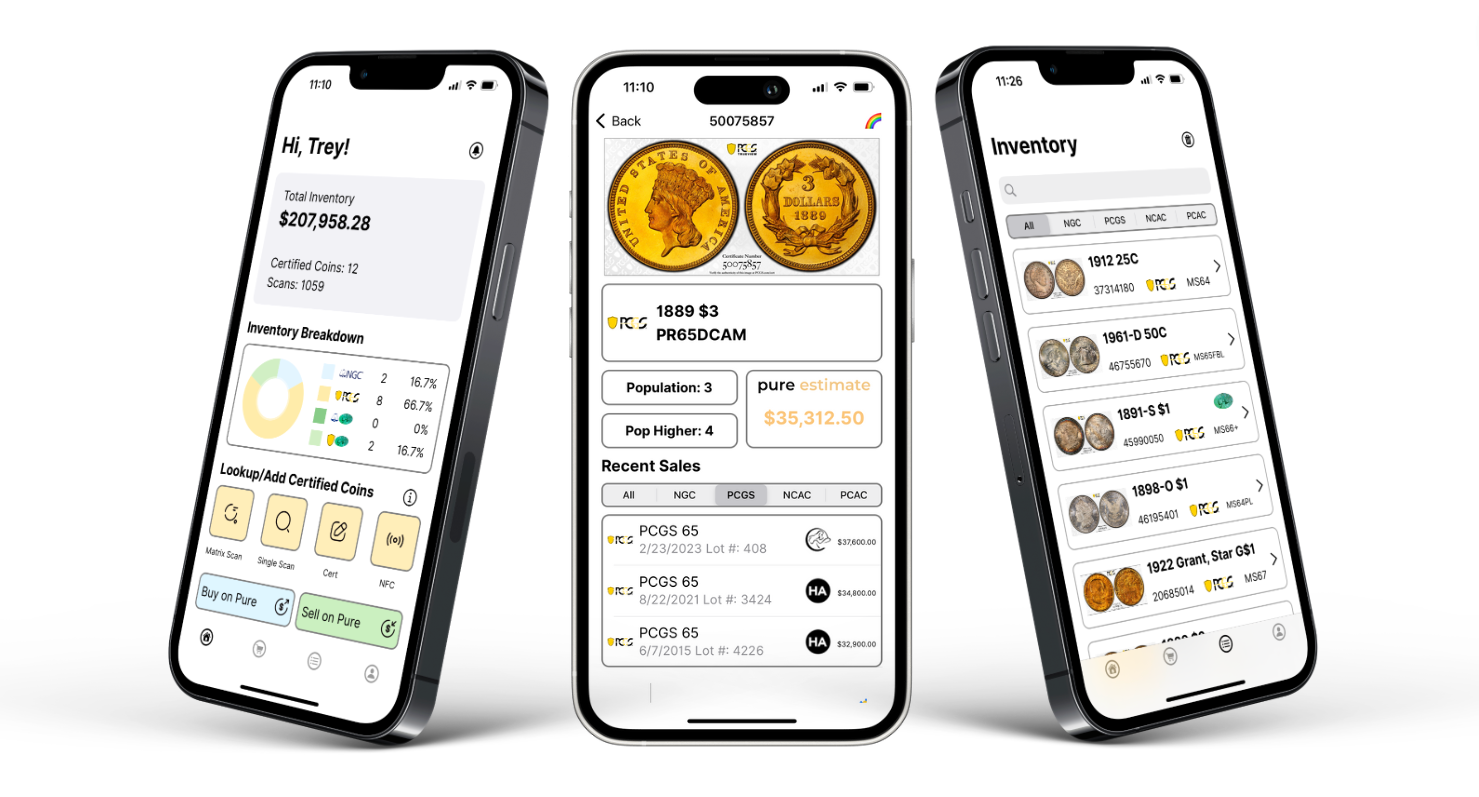 11:10
Hi, Trey!
Total Inventory
$207,958.28
Certified Coins: 12
Scans: 1059
Inventory Breakdown
NGC 2 16.7%
PCGS 8 66.7%
0 0%
2 16.7%
Lookup/Add Certified Coins
Matrix Scan Single Scan Cert NFC
Buy on Pure
Sell on Pure
11:10
Back 50075857
PCGS
UNITED STATES OF AMERICA
3
DOLLARS
1889
Certificate Number
50075857
PCGS
1889 $3
PR65DCAM
Population: 3
Pop Higher: 4
pure estimate
$35,312.50
Recent Sales
All NGC PCGS NCAC PCAC
PCGS PCGS 65
2/23/2023 Lot #: 408 $37,600.00
PCGS PCGS 65
8/22/2021 Lot #: 3424 HA $34,800.00
PCGS PCGS 65
6/7/2015 Lot #: 4226 HA $32,900.00
11:26
Inventory
All NGC PCGS NCAC PCAC
1912 25C
37314180 PCGS MS64
1961-D 50C
46755670 PCGS MS65FBL
1891-S $1
45990050 PCGS MS66+
1898-O $1
46195401 PCGS MS64PL
1922 Grant, Star G$1
20685014 PCGS MS67